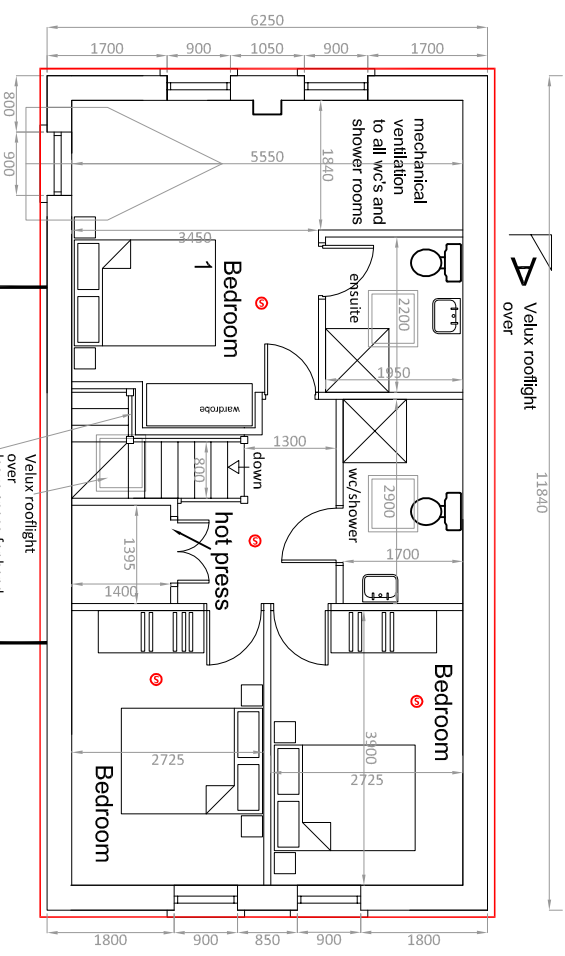 6250
1700
900
1050
900
1700
800
900
5550
1840
mechanical
ventilation
to all wc's and
shower rooms
3450
Bedroom
1
S
ensuite
2200
1950
A
Velux rooflight
over
11840
wardrobe
1300
800
down
wc/shower
2900
1700
Velux rooflight
over
hot press
S
1395
1400
Bedroom
S
3900
2725
S
2725
Bedroom
1800
900
850
900
1800